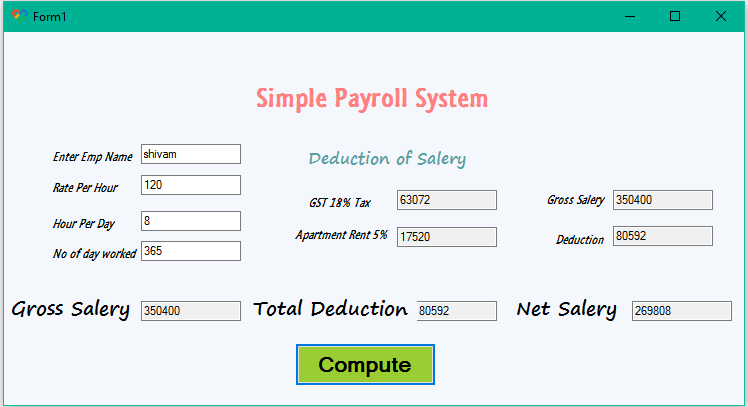 Form1
Simple Payroll System
Enter Emp Name shivam
Rate Per Hour 120
Hour Per Day 8
No of day worked 365
Deduction of Salery
GST 18% Tax 63072
Apartment Rent 5% 17520
Gross Salery 350400
Deduction 80592
Gross Salery 350400 Total Deduction 80592 Net Salery 269808
Compute